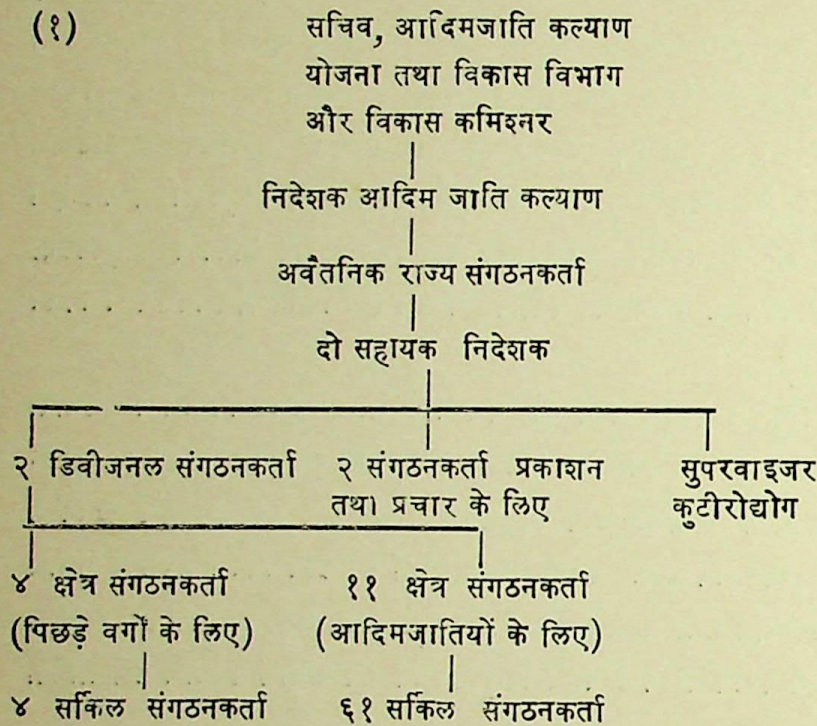 (१)
सचिव, आदिमजाति कल्याण
योजना तथा विकास विभाग
और विकास कमिश्नर
निदेशक आदिम जाति कल्याण
अवैतनिक राज्य संगठनकर्ता
दो सहायक निदेशक
२ डिवीजनल संगठनकर्ता २ संगठनकर्ता प्रकाशन सुपरवाइजर
तथा प्रचार के लिए कुटीरोद्योग
४ क्षेत्र संगठनकर्ता ११ क्षेत्र संगठनकर्ता
(पिछड़े वर्गों के लिए) (आदिमजातियों के लिए)
४ सर्किल संगठनकर्ता ६१ सर्किल संगठनकर्ता